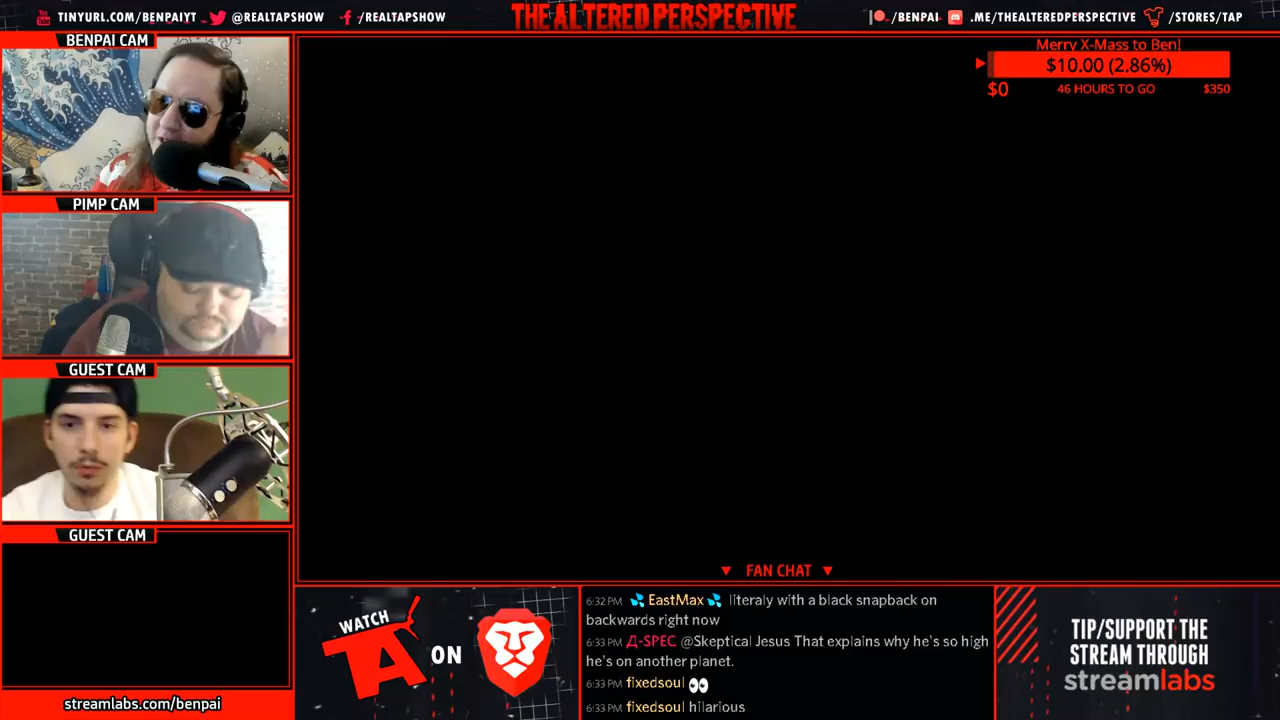 TINYURL.COM/BENPAIYT @REALTAPSHOW /REALTAPSHOW
THE ALTERED PERSPECTIVE
/BENPAI .ME/THEALTEREDPERSPECTIVE /STORES/TAP
BENPAI CAM
Merry X-Mass to Ben!
$10.00 (2.86%)
$0 46 HOURS TO GO $350
PIMP CAM
GUEST CAM
GUEST CAM
streamlabs.com/benpai
FAN CHAT
WATCH
TA
ON
6:32 PM EastMax literaly with a black snapback on
backwards right now
6:33 PM Д-SPEC @Skeptical Jesus That explains why he's so high
he's on another planet.
6:33 PM fixedsoul
6:33 PM fixedsoul hilarious
TIP/SUPPORT THE
STREAM THROUGH
streamlabs